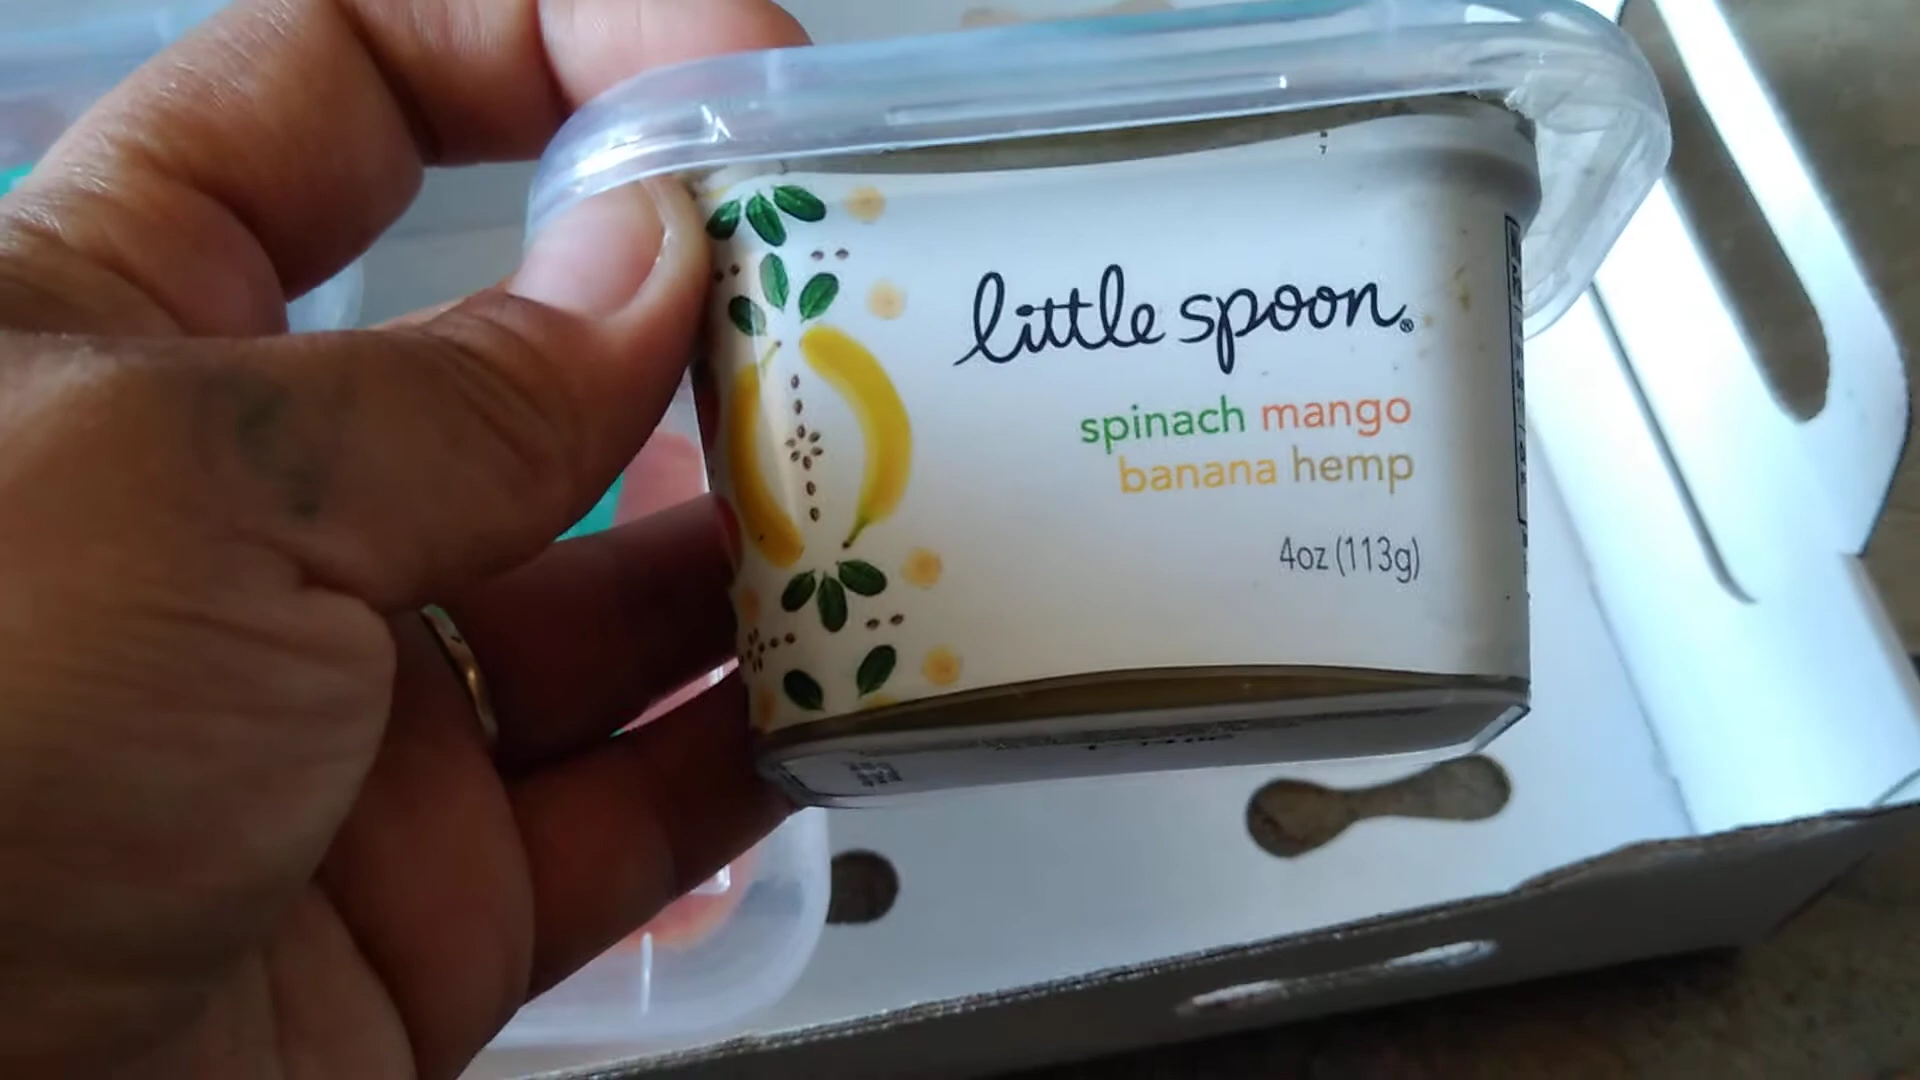 little spoon®
spinach mango
banana hemp
4oz (113g)